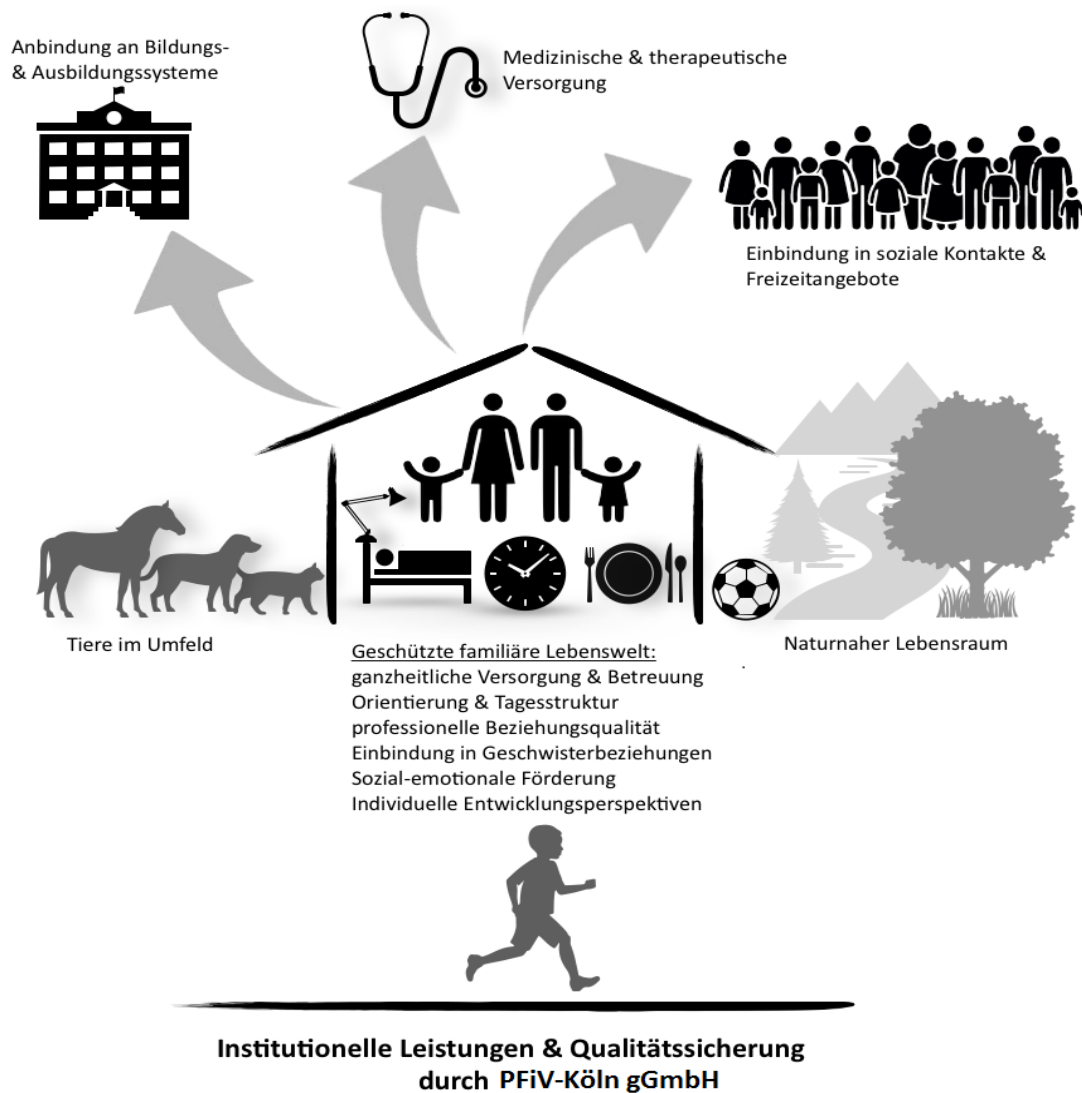 Anbindung an Bildungs-
& Ausbildungssysteme
Medizinische & therapeutische
Versorgung
Einbindung in soziale Kontakte &
Freizeitangebote
Tiere im Umfeld
Naturnaher Lebensraum
Geschützte familiäre Lebenswelt:
ganzheitliche Versorgung & Betreuung
Orientierung & Tagesstruktur
professionelle Beziehungsqualität
Einbindung in Geschwisterbeziehungen
Sozial-emotionale Förderung
Individuelle Entwicklungsperspektiven
Institutionelle Leistungen & Qualitätssicherung
durch PFiV-Köln gGmbH